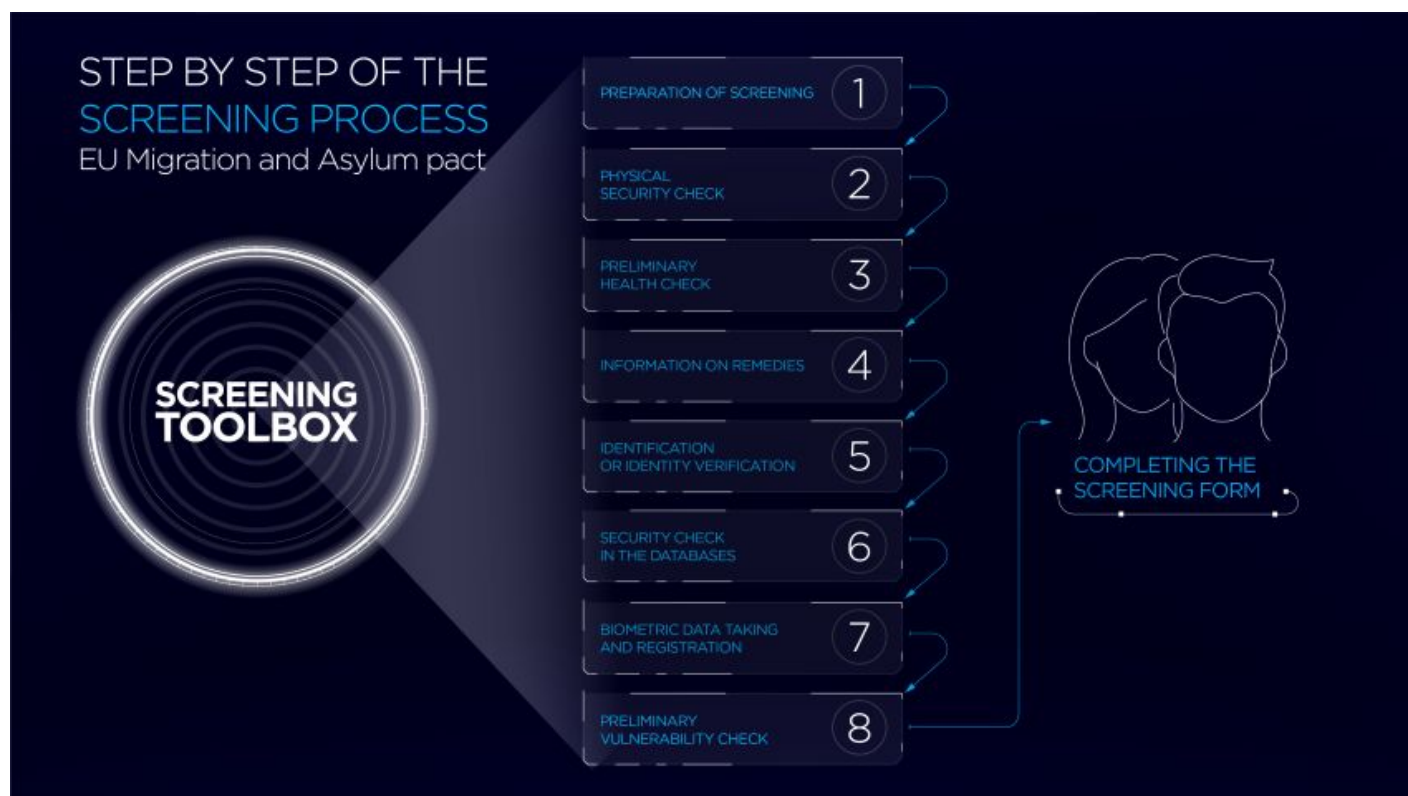 STEP BY STEP OF THE
SCREENING PROCESS
EU Migration and Asylum pact
SCREENING
TOOLBOX
PREPARATION OF SCREENING
1
PHYSICAL
SECURITY CHECK
2
PRELIMINARY
HEALTH CHECK
3
INFORMATION ON REMEDIES
4
IDENTIFICATION
OR IDENTITY VERIFICATION
5
SECURITY CHECK
IN THE DATABASES
6
BIOMETRIC DATA TAKING
AND REGISTRATION
7
PRELIMINARY
VULNERABILITY CHECK
8
COMPLETING THE
SCREENING FORM